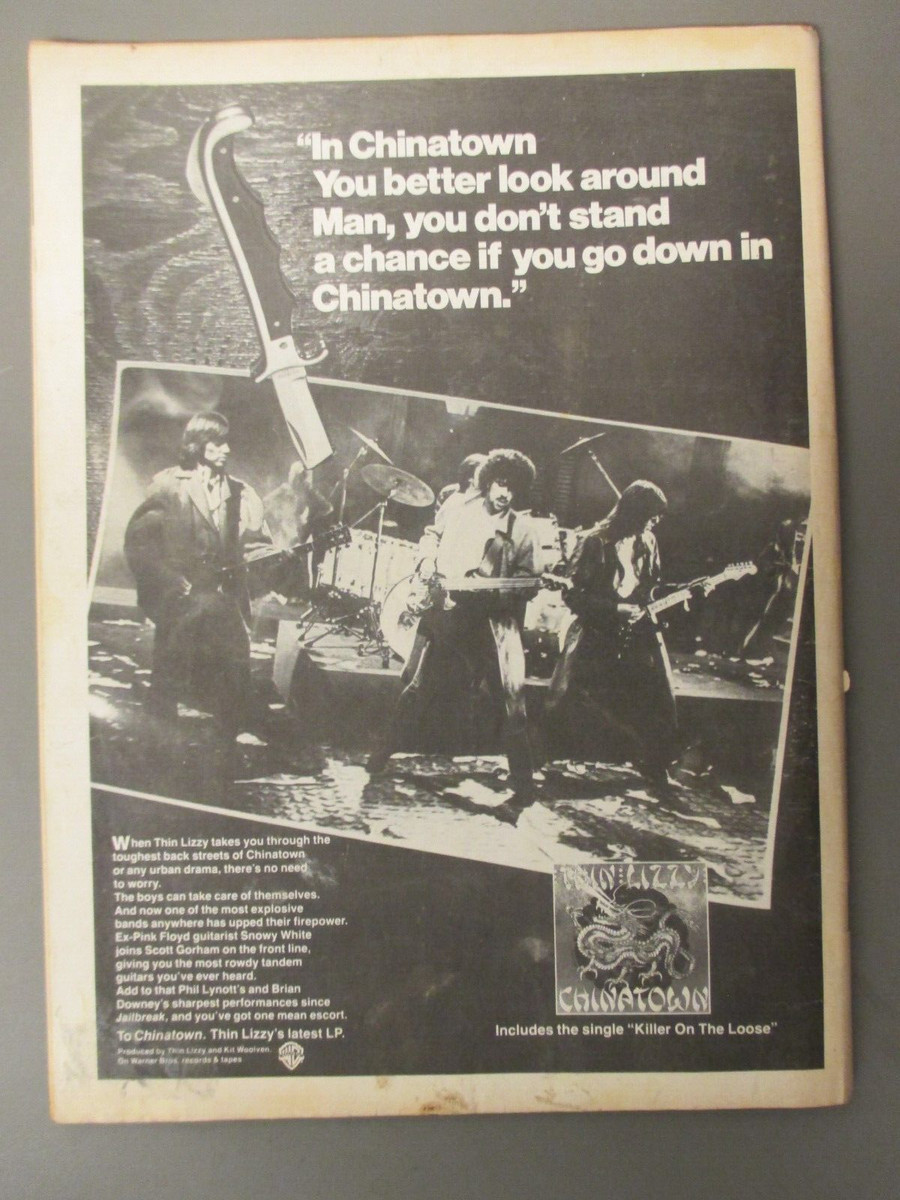 “In Chinatown
You better look around
Man, you don’t stand
a chance if you go down in
Chinatown.”
When Thin Lizzy takes you through the
toughest back streets of Chinatown
or any urban drama, there’s no need
to worry.
The boys can take care of themselves.
And now one of the most explosive
bands anywhere has upped their firepower.
Ex-Pink Floyd guitarist Snowy White
joins Scott Gorham on the front line,
giving you the most rowdy tandem
guitars you’ve ever heard.
Add to that Phil Lynott’s and Brian
Downey’s sharpest performances since
Jailbreak, and you’ve got one mean escort.
To Chinatown. Thin Lizzy’s latest LP.
Produced by Thin Lizzy and Kit Woolven.
On Warner Bros. records & tapes
THIN LIZZY
CHINATOWN
Includes the single “Killer On The Loose”